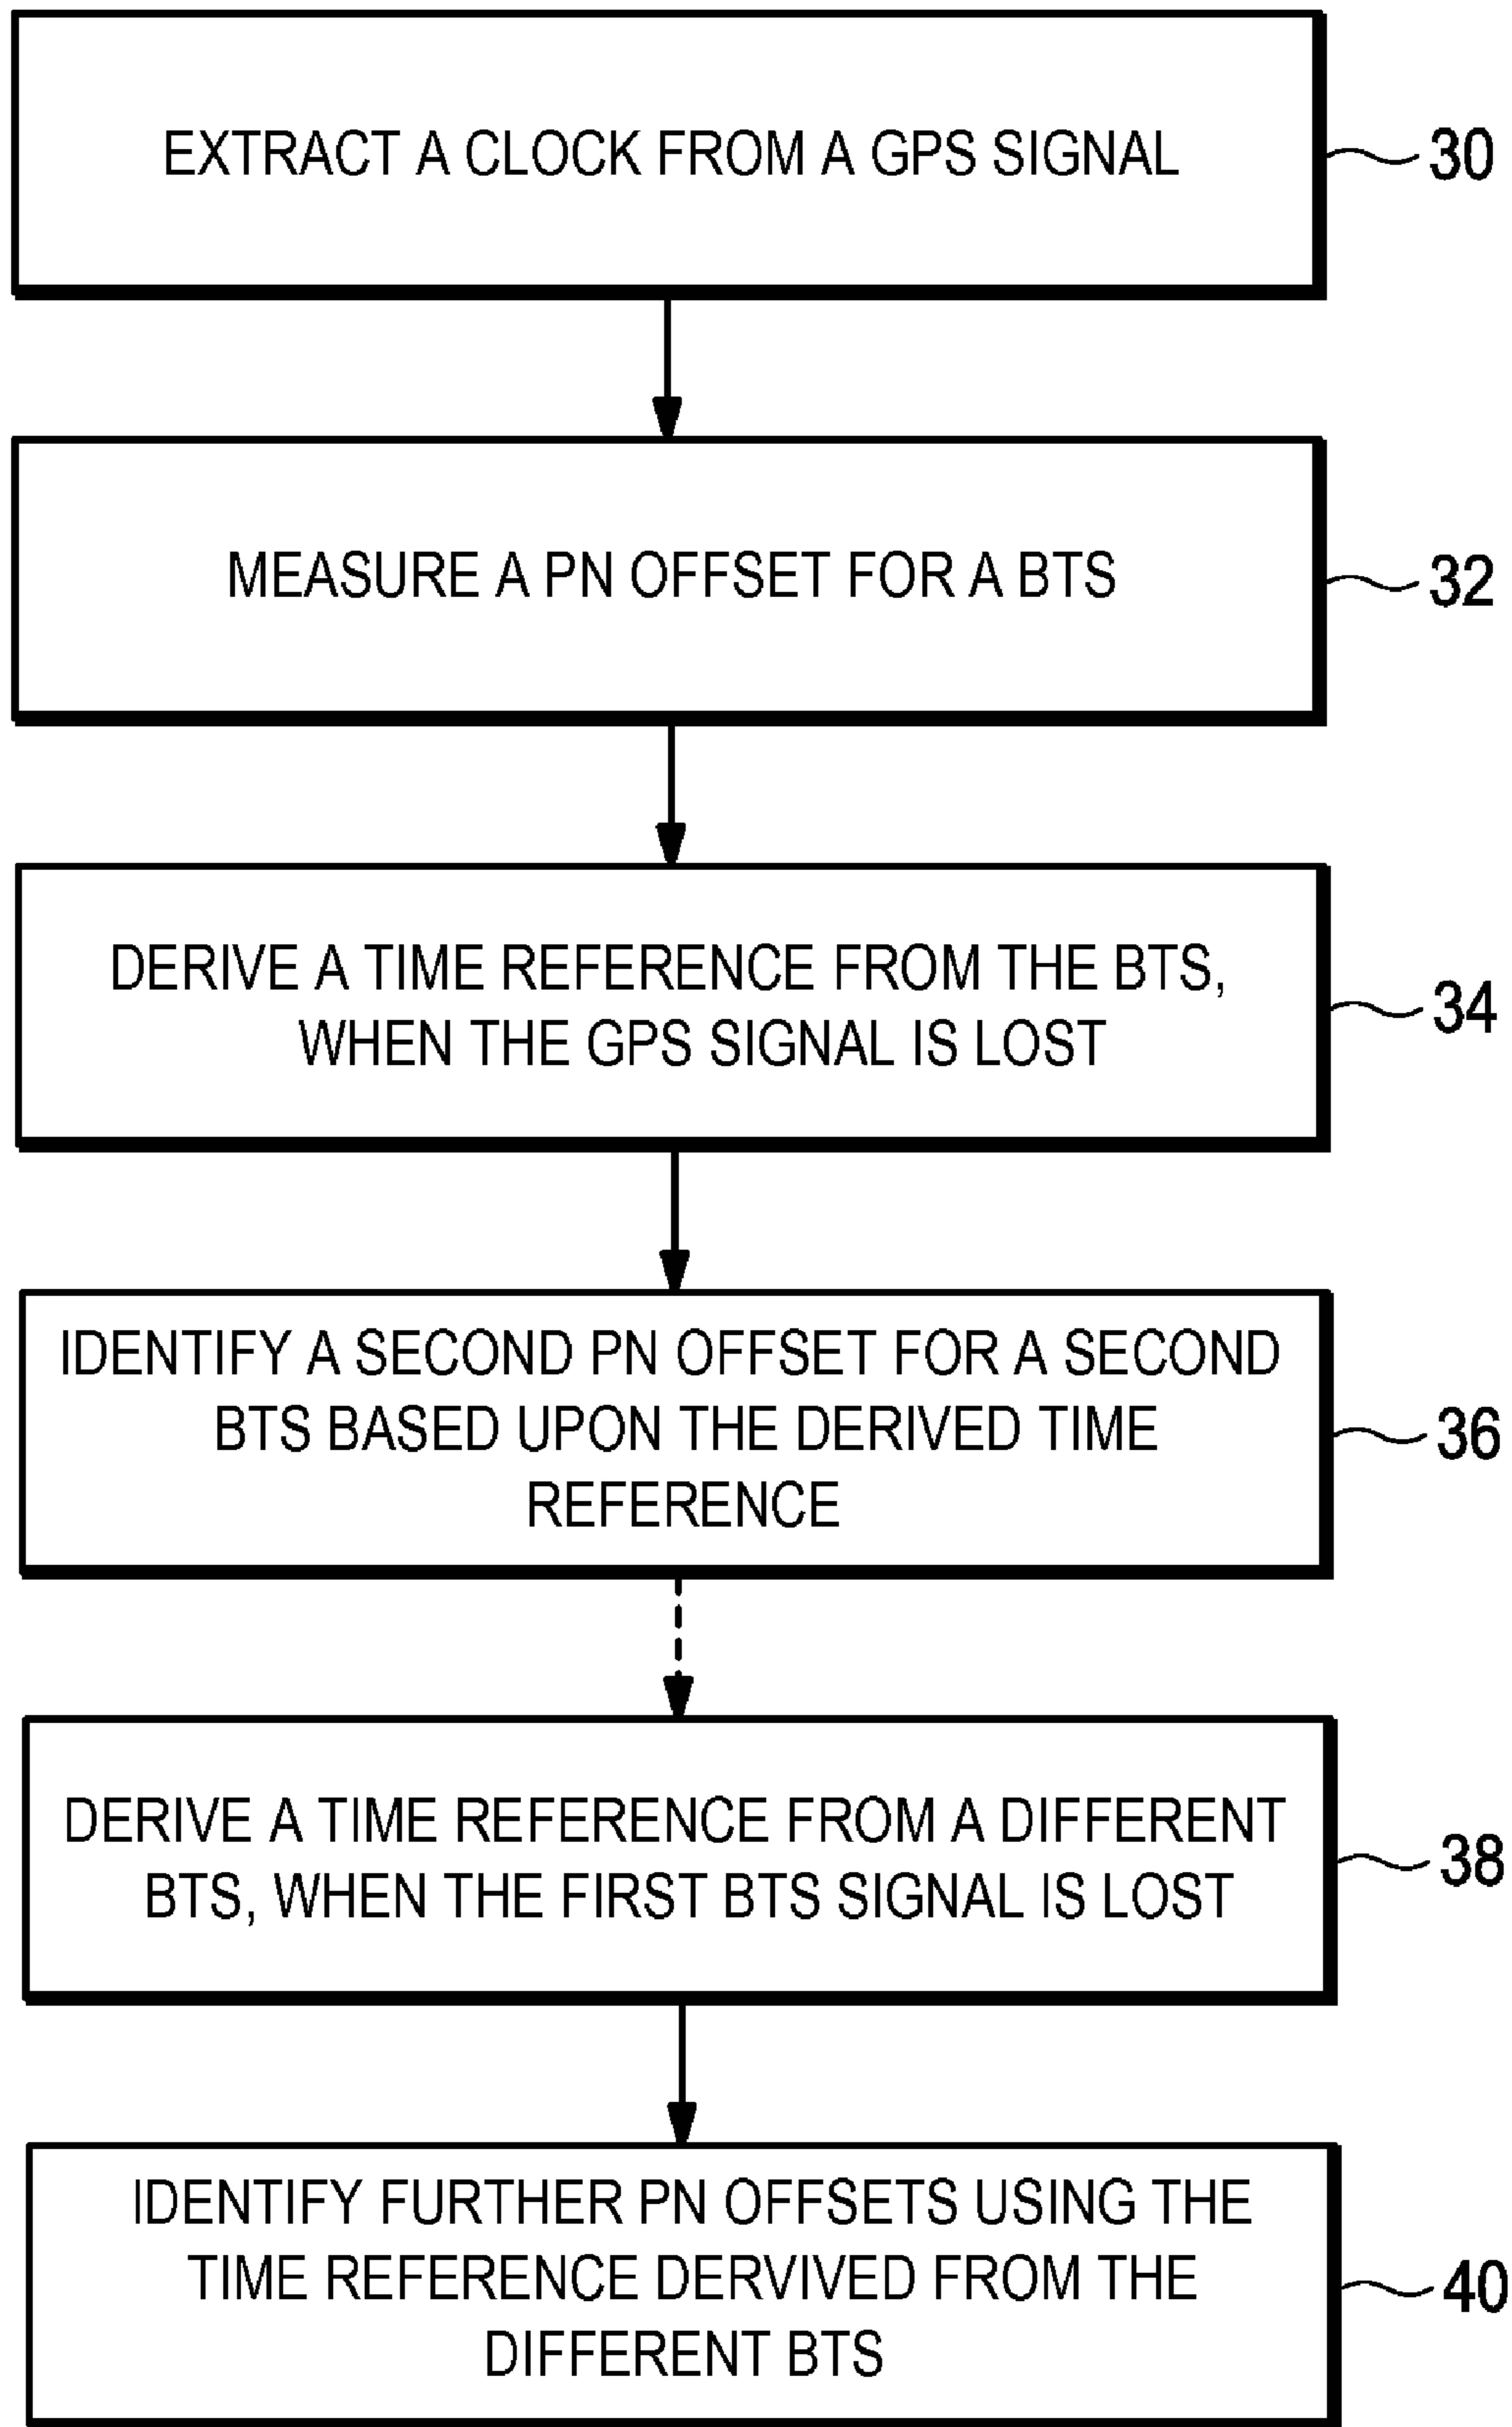 EXTRACT A CLOCK FROM A GPS SIGNAL
30
MEASURE A PN OFFSET FOR A BTS
32
DERIVE A TIME REFERENCE FROM THE BTS,
WHEN THE GPS SIGNAL IS LOST
34
IDENTIFY A SECOND PN OFFSET FOR A SECOND
BTS BASED UPON THE DERIVED TIME
REFERENCE
36
DERIVE A TIME REFERENCE FROM A DIFFERENT
BTS, WHEN THE FIRST BTS SIGNAL IS LOST
38
IDENTIFY FURTHER PN OFFSETS USING THE
TIME REFERENCE DERVIVED FROM THE
DIFFERENT BTS
40